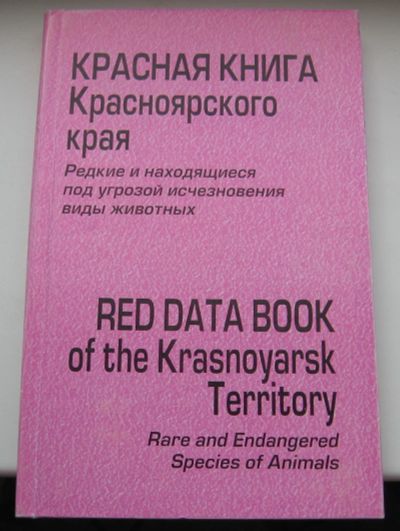 КРАСНАЯ КНИГА
Красноярского
края
Редкие и находящиеся
под угрозой исчезновения
виды животных
RED DATA BOOK
of the Krasnoyarsk
Territory
Rare and Endangered
Species of Animals